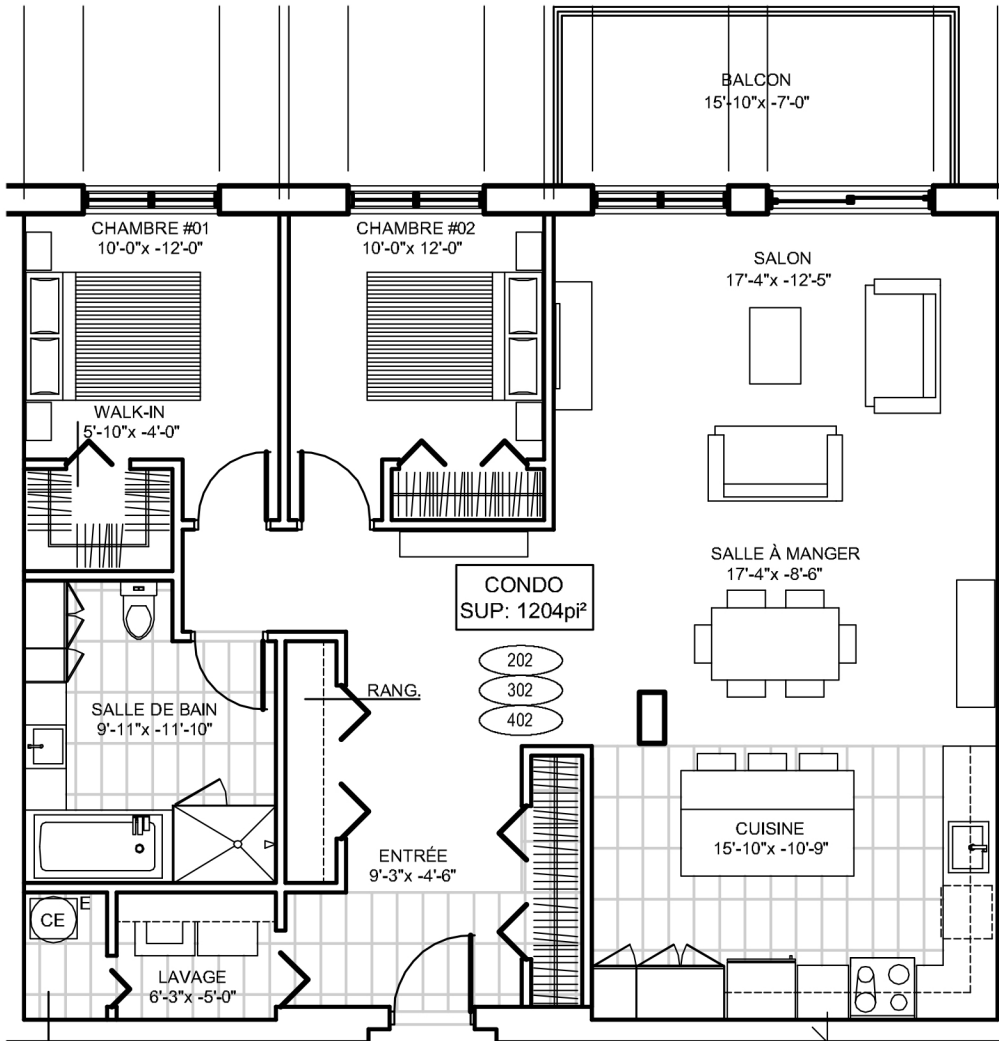 BALCON
15'-10"x -7'-0"
CHAMBRE #01
10'-0"x -12'-0"
CHAMBRE #02
10'-0"x 12'-0"
SALON
17'-4"x -12'-5"
WALK-IN
5'-10"x -4'-0"
SALLE À MANGER
17'-4"x -8'-6"
CONDO
SUP: 1204pi²
202
302
402
RANG.
SALLE DE BAIN
9'-11"x -11'-10"
CUISINE
15'-10"x -10'-9"
ENTRÉE
9'-3"x -4'-6"
E
CE
LAVAGE
6'-3"x -5'-0"